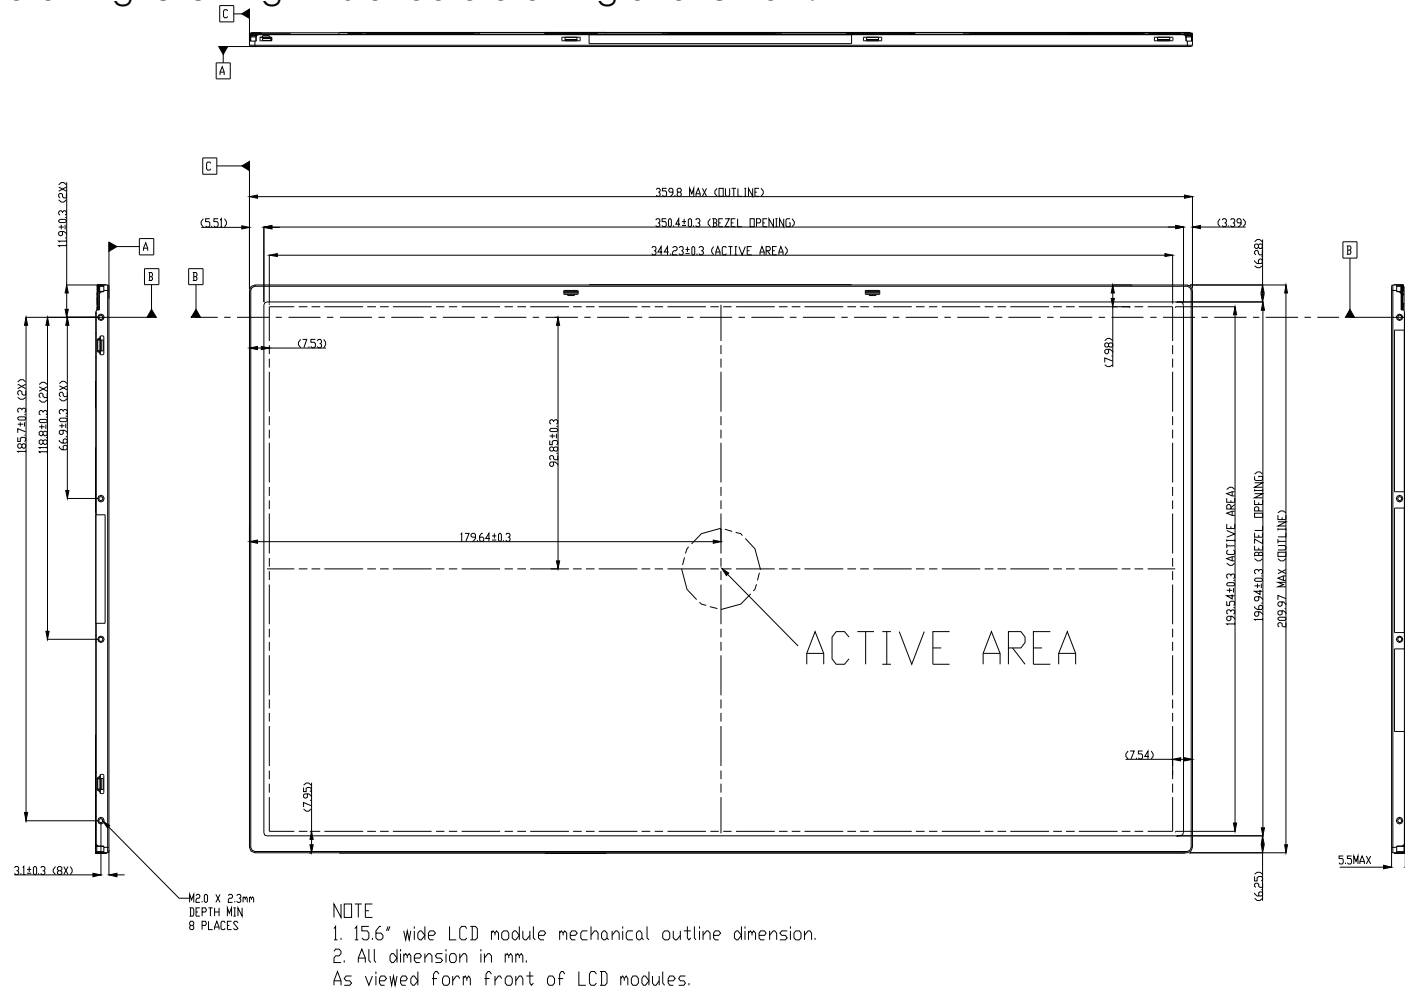 C
A
C
359.8 MAX (OUTLINE)
(5.51)
350.4±0.3 (BEZEL OPENING)
(3.39)
344.23±0.3 (ACTIVE AREA)
11.9±0.3 (2X)
A
B
B
B
(6.28)
(7.53)
(7.98)
185.7±0.3 (2X)
118.8±0.3 (2X)
66.9±0.3 (2X)
92.85±0.3
179.64±0.3
193.54±0.3 (ACTIVE AREA)
196.94±0.3 (BEZEL OPENING)
209.97 MAX (OUTLINE)
ACTIVE AREA
(7.54)
(7.95)
3.1±0.3 (8X)
5.5MAX
(6.25)
M2.0 X 2.3mm
DEPTH MIN
8 PLACES
NOTE
1. 15.6" wide LCD module mechanical outline dimension.
2. All dimension in mm.
As viewed form front of LCD modules.